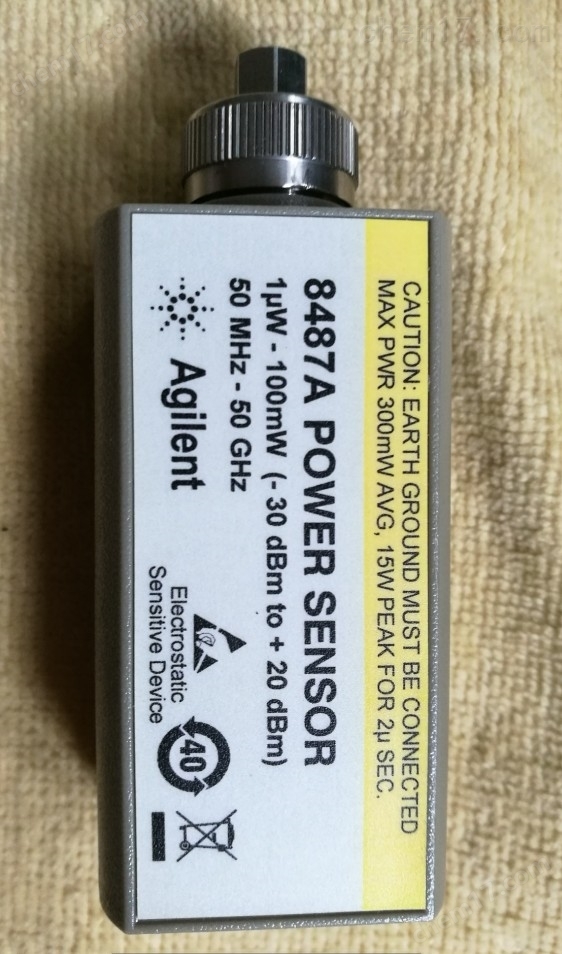 CAUTION: EARTH GROUND MUST BE CONNECTED
MAX PWR 300mW AVG, 15W PEAK FOR 2µ SEC.
8487A POWER SENSOR
1µW - 100mW (- 30 dBm to + 20 dBm)
50 MHz - 50 GHz
Agilent
Electrostatic
Sensitive Device
40